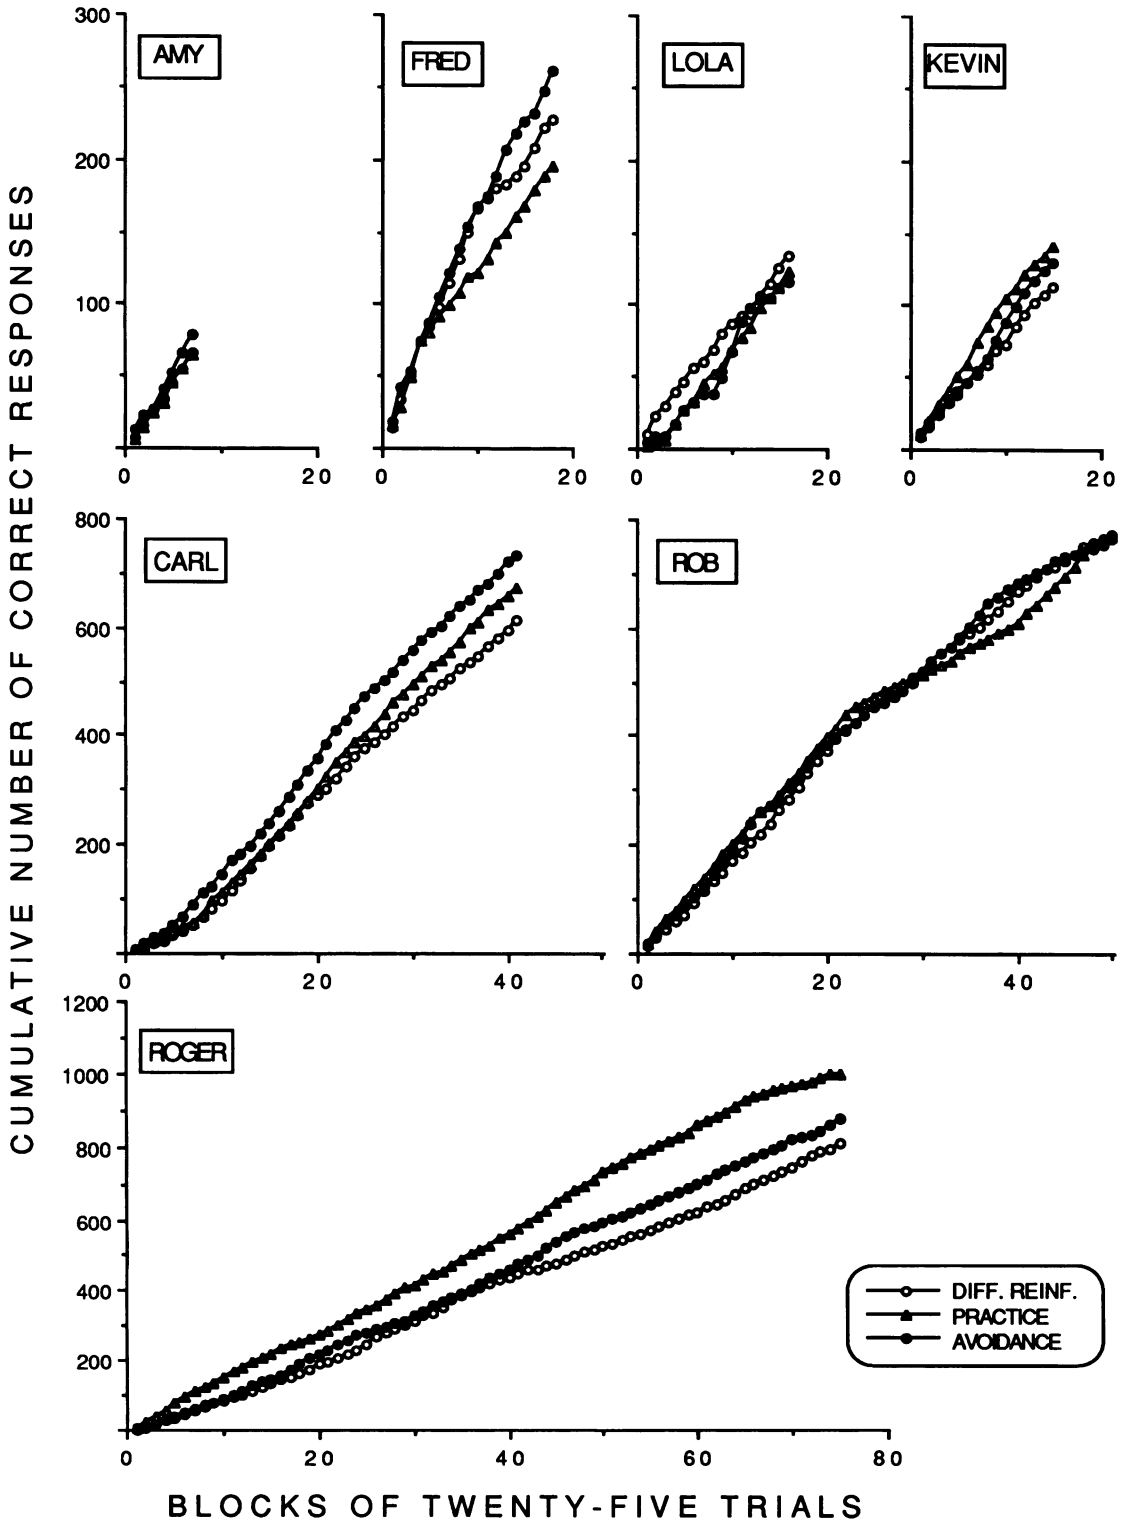 CUMULATIVE NUMBER OF CORRECT RESPONSES
300
200
100
AMY
FRED
LOLA
KEVIN
0 20
0 20
0 20
0 20
800
600
400
200
CARL
ROB
0 20 40
0 20 40
1200
1000
800
600
400
200
ROGER
DIFF. REINF.
PRACTICE
AVOIDANCE
0 20 40 60 80
BLOCKS OF TWENTY-FIVE TRIALS